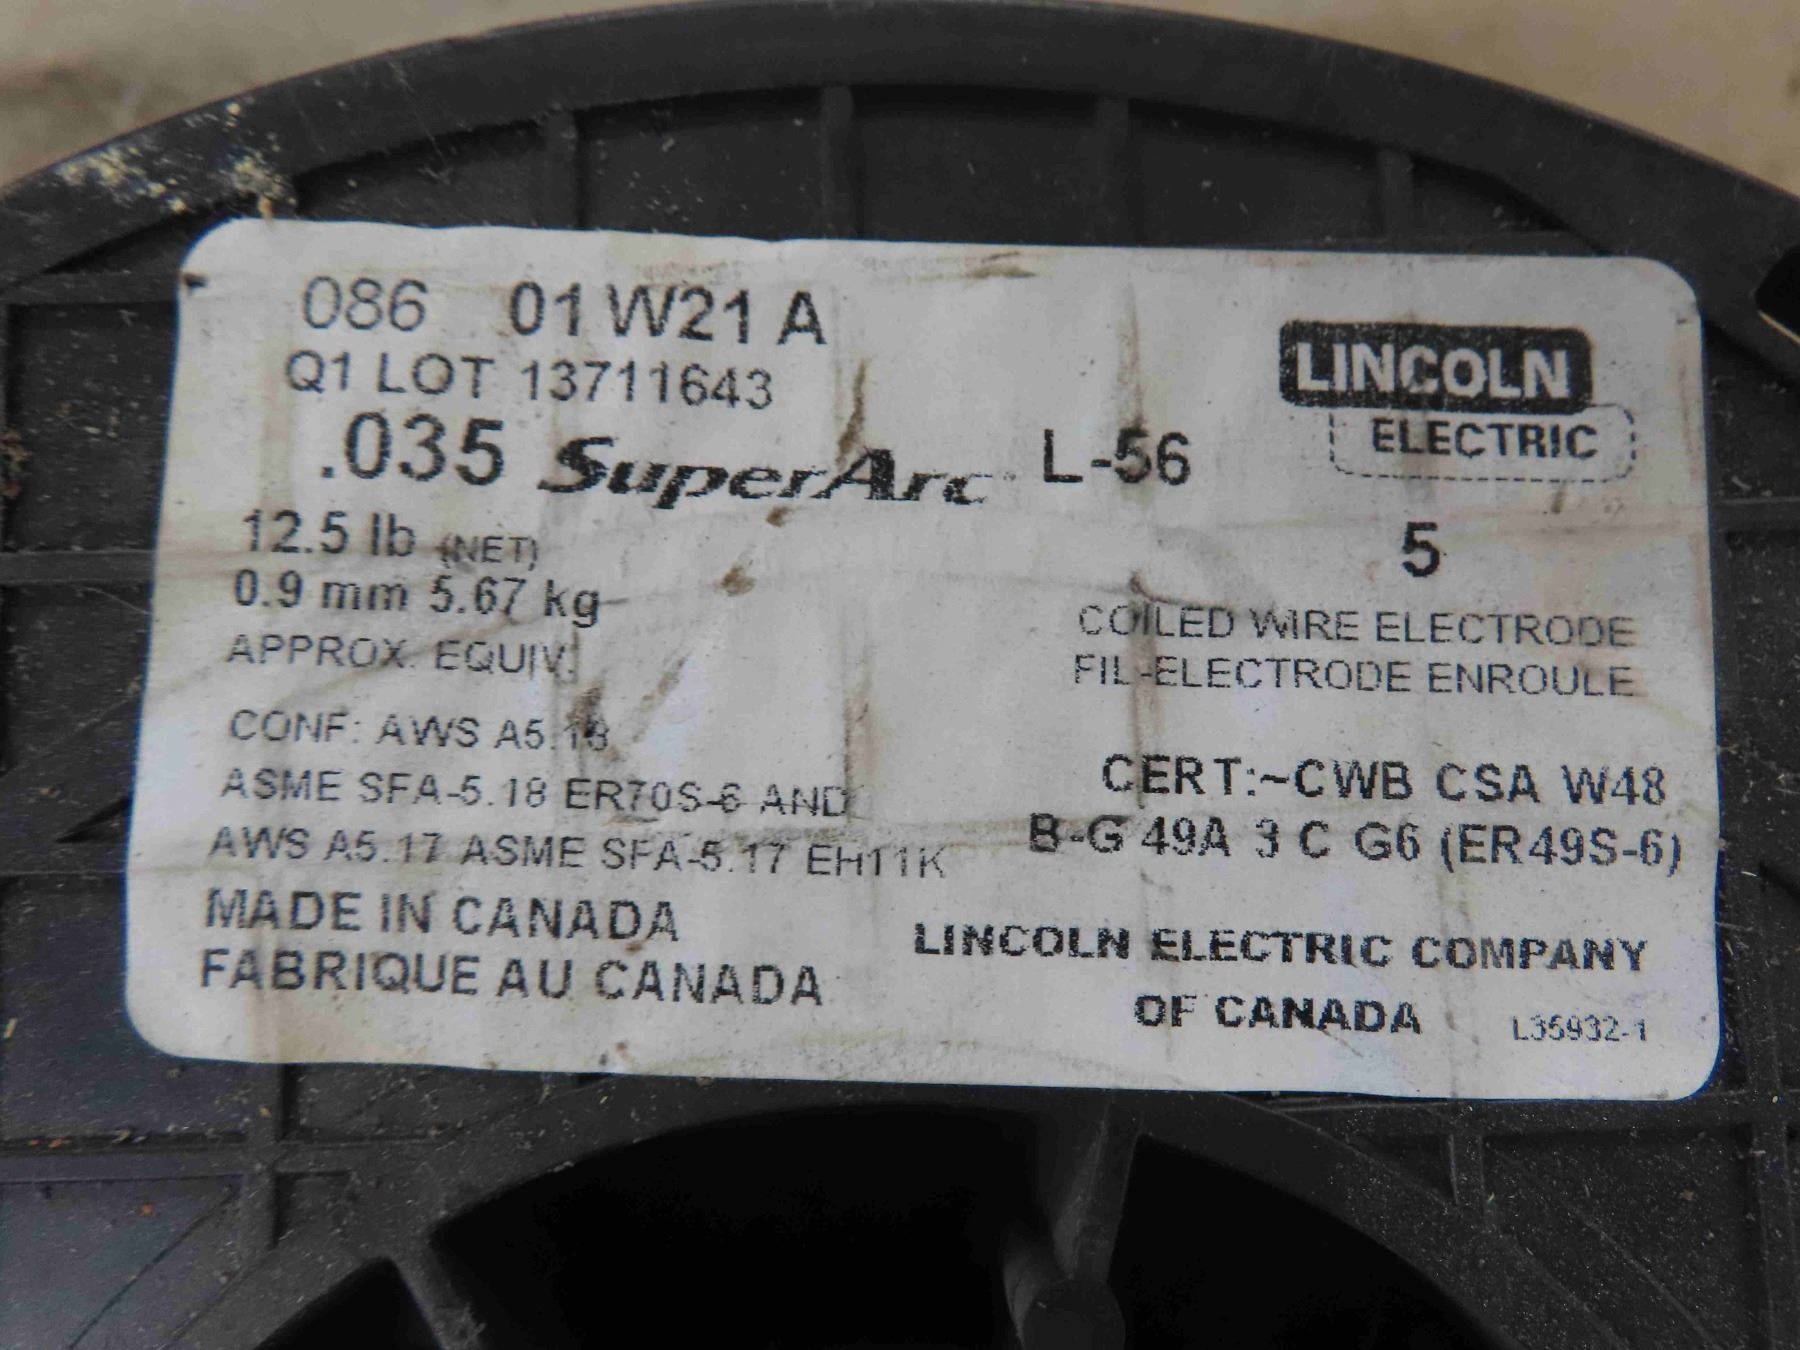 086 01 W21 A
Q1 LOT 13711643
.035 SuperArc L-56
LINCOLN
ELECTRIC
12.5 lb (NET)
0.9 mm 5.67 kg
APPROX. EQUIV.
5
COILED WIRE ELECTRODE
FIL-ELECTRODE ENROULE
CONF: AWS A5.18
ASME SFA-5.18 ER70S-6 AND
AWS A5.17 ASME SFA-5.17 EH11K
CERT:~CWB CSA W48
B-G 49A 3 C G6 (ER49S-6)
MADE IN CANADA
FABRIQUE AU CANADA
LINCOLN ELECTRIC COMPANY
OF CANADA
L35932-1